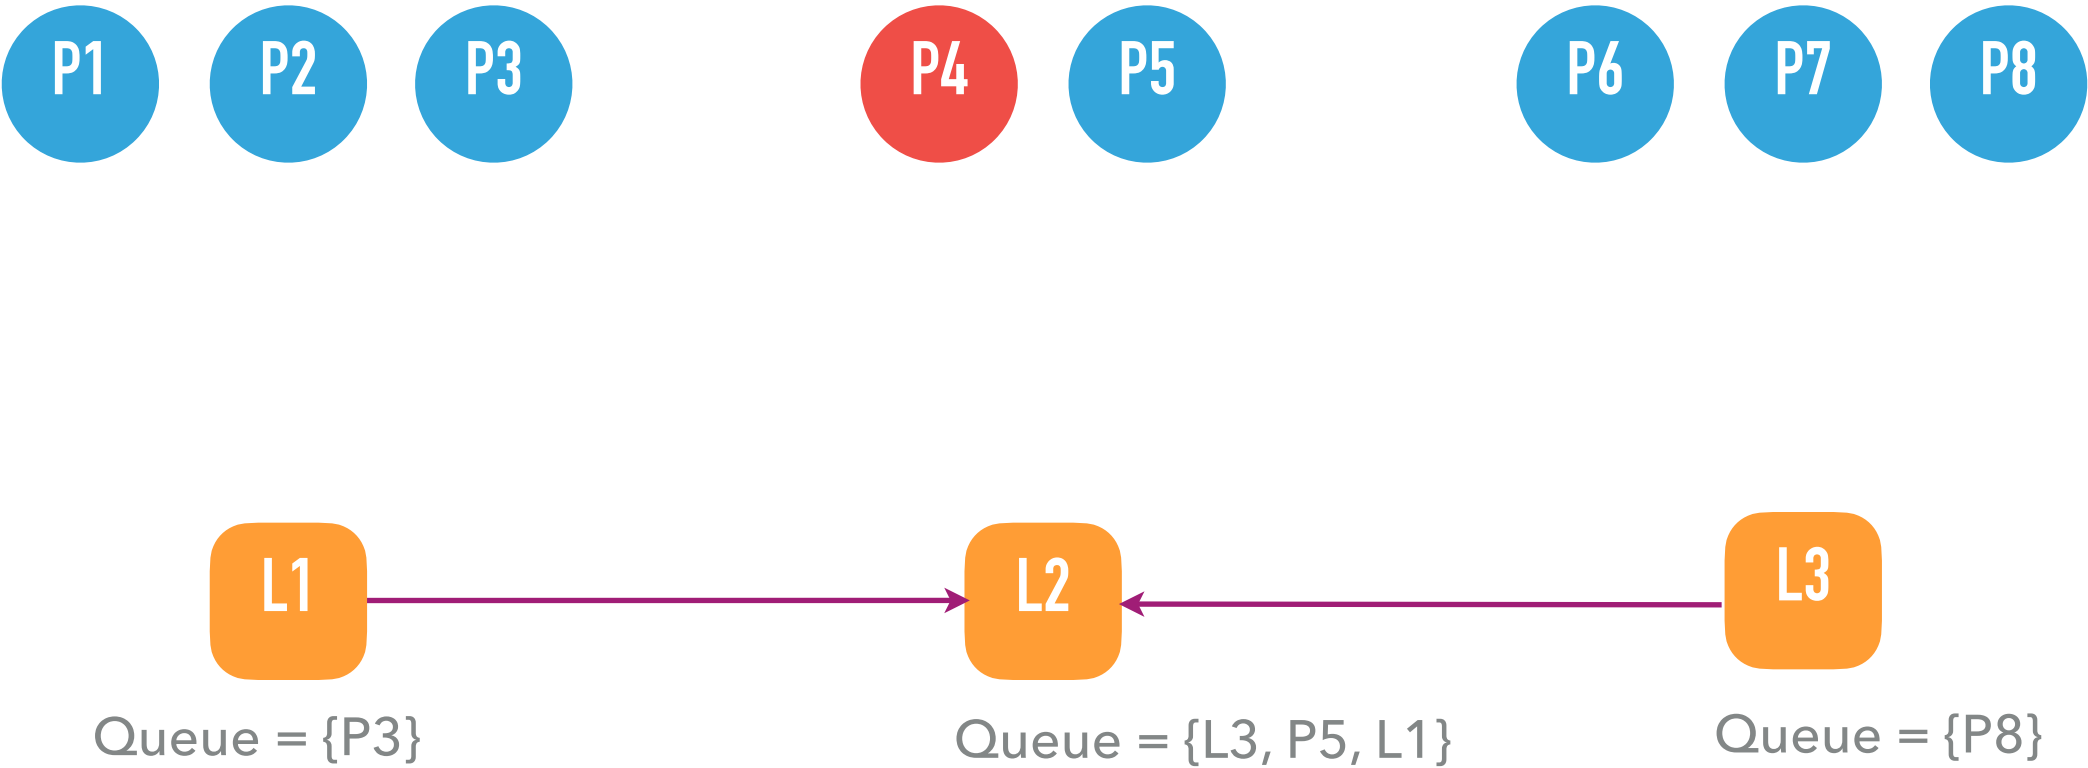 P1
P2
P3
P4
P5
P6
P7
P8
L1
L2
L3
Queue = {P3}
Queue = {L3, P5, L1}
Queue = {P8}